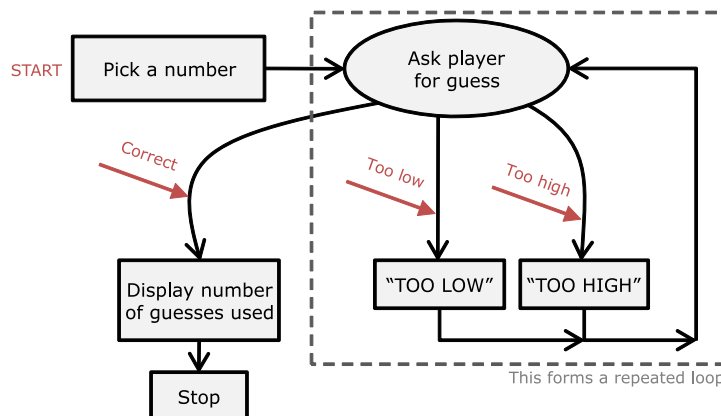 START
Pick a number
Ask player
for guess
Correct
Too low
Too high
Display number
of guesses used
“TOO LOW”
“TOO HIGH”
Stop
This forms a repeated loop